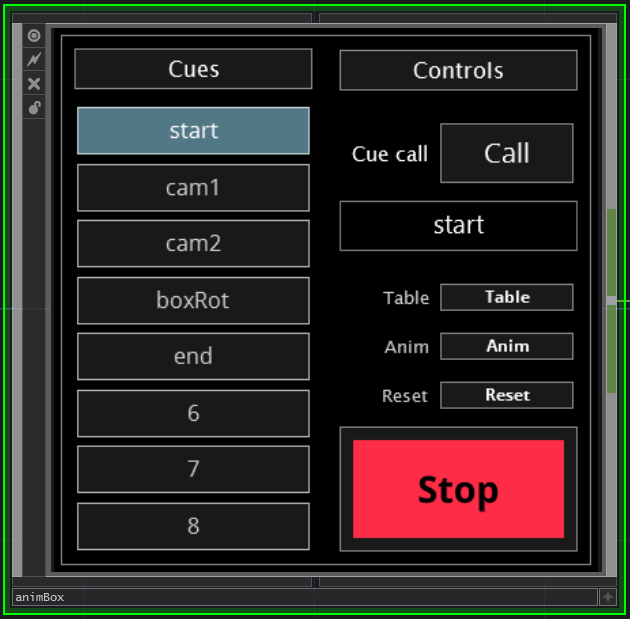 Cues
start
cam1
cam2
boxRot
end
6
7
8
Controls
Cue call Call
start
Table Table
Anim Anim
Reset Reset
Stop
animBox